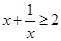 x + 1/x ≥ 2